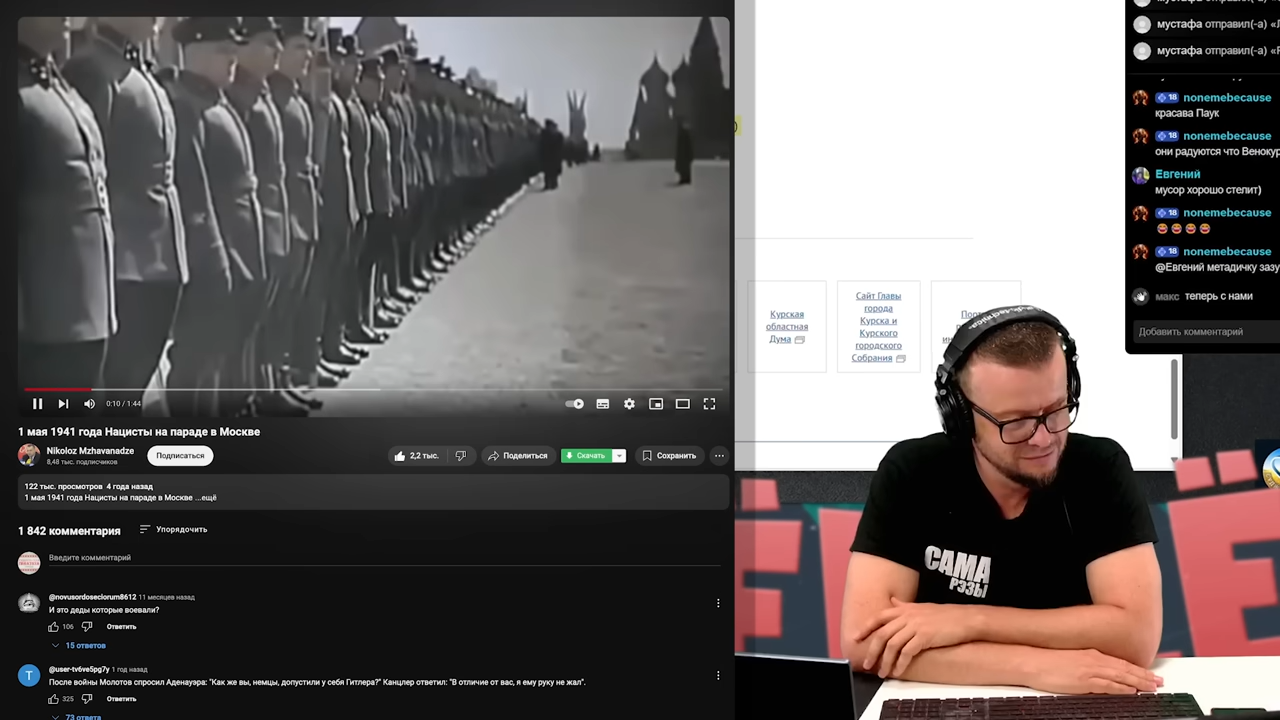 0:10 / 1:44
1 мая 1941 года Нацисты на параде в Москве
Nikoloz Mzhavanadze
8,48 тыс. подписчиков
Подписаться
2,2 тыс.
Поделиться
Скачать
Сохранить
122 тыс. просмотров 4 года назад
1 мая 1941 года Нацисты на параде в Москве ...ещё
1 842 комментария
Упорядочить
Введите комментарий
@novusordoseclorum8612 11 месяцев назад
И это деды которые воевали?
106
Ответить
15 ответов
T
@user-tv6ve5pg7y 1 год назад
После войны Молотов спросил Аденауэра: "Как же вы, немцы, допустили у себя Гитлера?" Канцлер ответил: "В отличие от вас, я ему руку не жал".
325
Ответить
73 ответа
Курская
областная
Дума
Сайт Главы
города
Курска и
Курского
городского
Собрания
мустафа отправил(-а)
мустафа отправил(-а)
18 nonemebecause
красава Паук
18 nonemebecause
они радуются что Венокур
Евгений
мусор хорошо стелит)
18 nonemebecause
18 nonemebecause
@Евгений метадичку зазу
макс теперь с нами
Добавить комментарий
САМА
РЭЗЫ